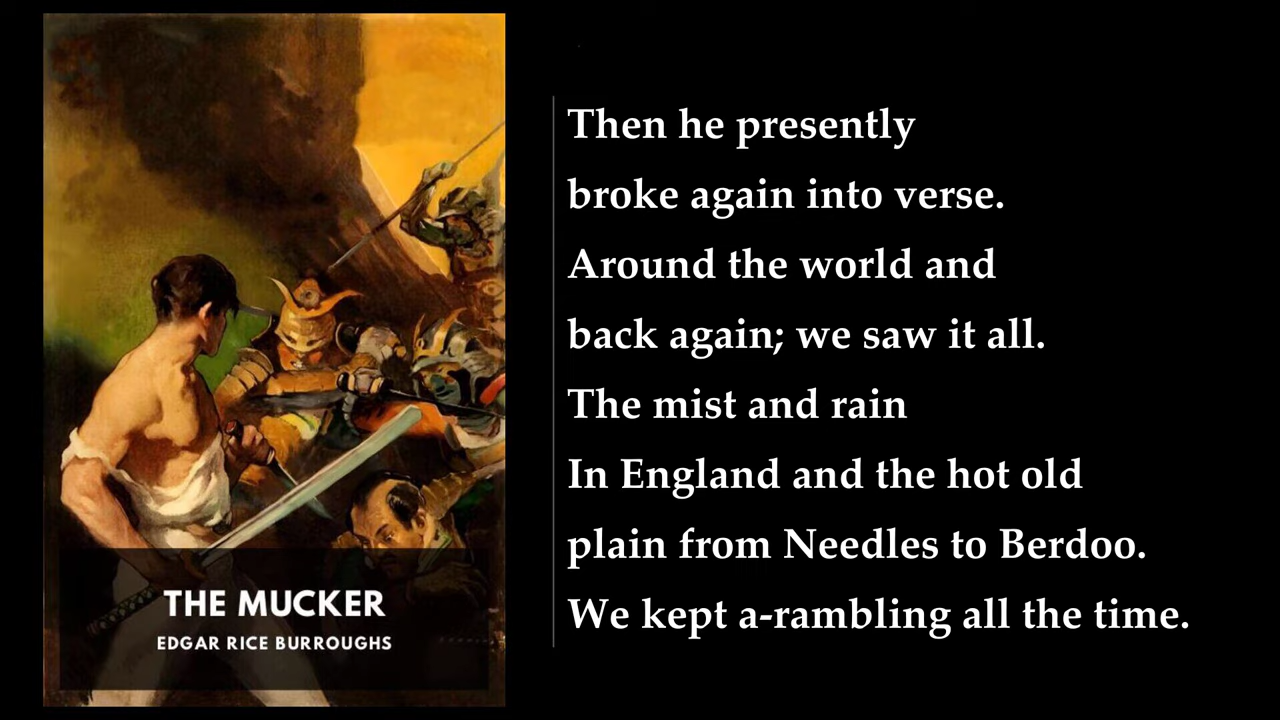 THE MUCKER
EDGAR RICE BURROUGHS
Then he presently
broke again into verse.
Around the world and
back again; we saw it all.
The mist and rain
In England and the hot old
plain from Needles to Berdoo.
We kept a-rambling all the time.